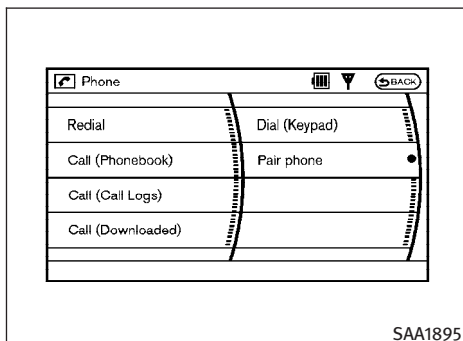 Phone BACK
Redial Dial (Keypad)
Call (Phonebook) Pair phone
Call (Call Logs)
Call (Downloaded)
SAA1895